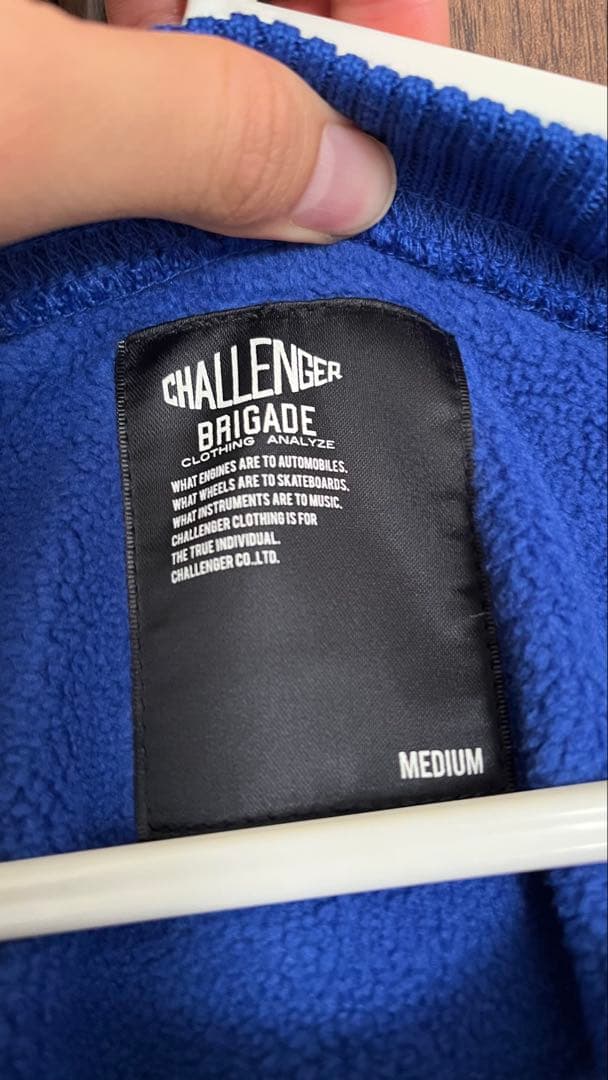 CHALLENGER
BRIGADE
CLOTHING ANALYZE
WHAT ENGINES ARE TO AUTOMOBILES.
WHAT WHEELS ARE TO SKATEBOARDS.
WHAT INSTRUMENTS ARE TO MUSIC.
CHALLENGER CLOTHING IS FOR
THE TRUE INDIVIDUAL.
CHALLENGER CO.,LTD.
MEDIUM